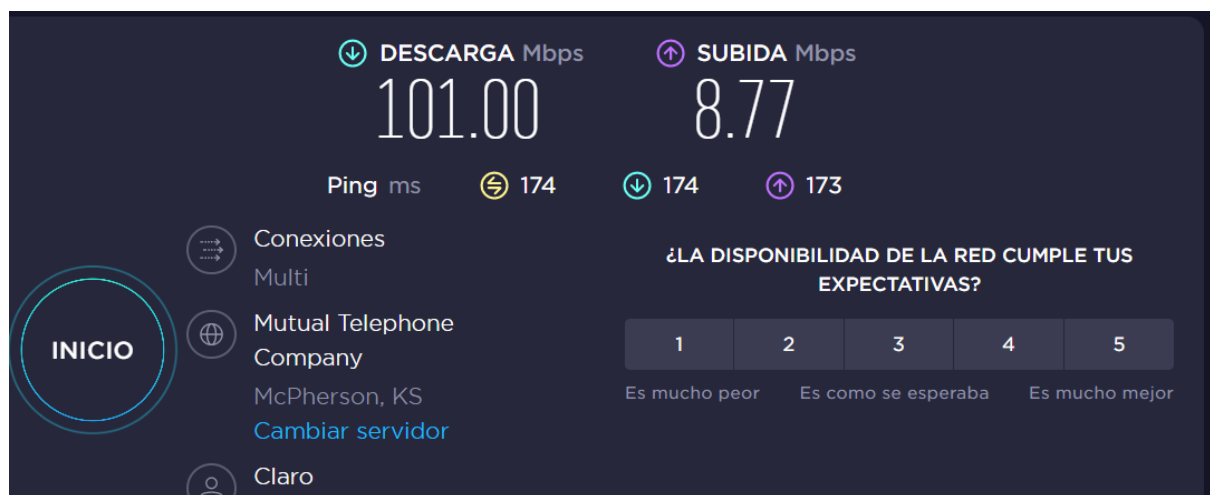 DESCARGA Mbps
SUBIDA Mbps
101.00
8.77
Ping ms 174 174 173
Conexiones
Multi
INICIO
Mutual Telephone
Company
McPherson, KS
Cambiar servidor
Claro
¿LA DISPONIBILIDAD DE LA RED CUMPLE TUS
EXPECTATIVAS?
1 2 3 4 5
Es mucho peor Es como se esperaba Es mucho mejor